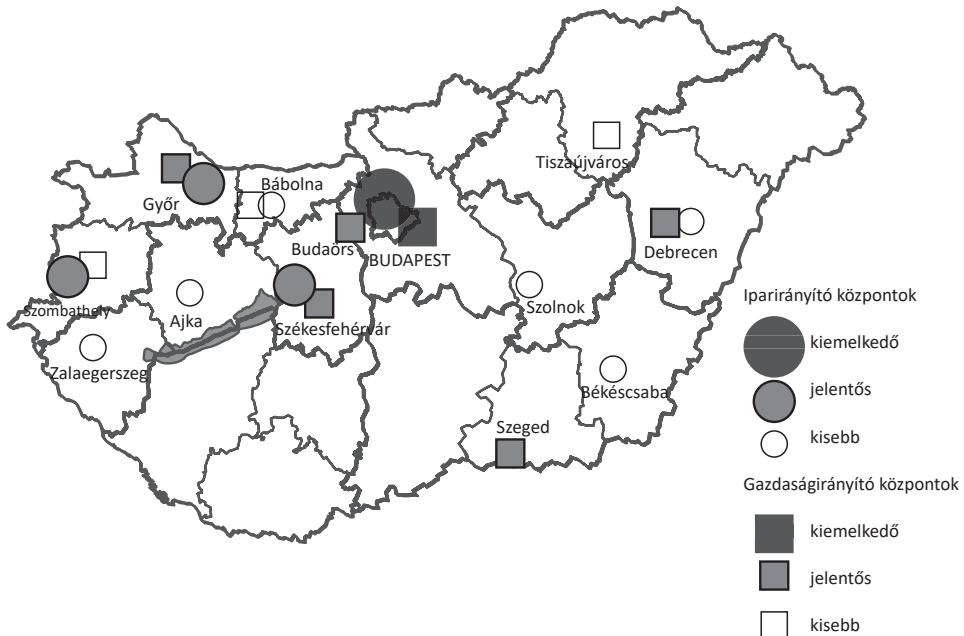 Tiszaújváros
Bábolna
Győr
Budaörs
BUDAPEST
Debrecen
Szombathely
Ajka
Székesfehérvár
Szolnok
Zalaegerszeg
Békéscsaba
Szeged
Iparirányító központok
kiemelkedő
jelentős
kisebb
Gazdaságirányító központok
kiemelkedő
jelentős
kisebb